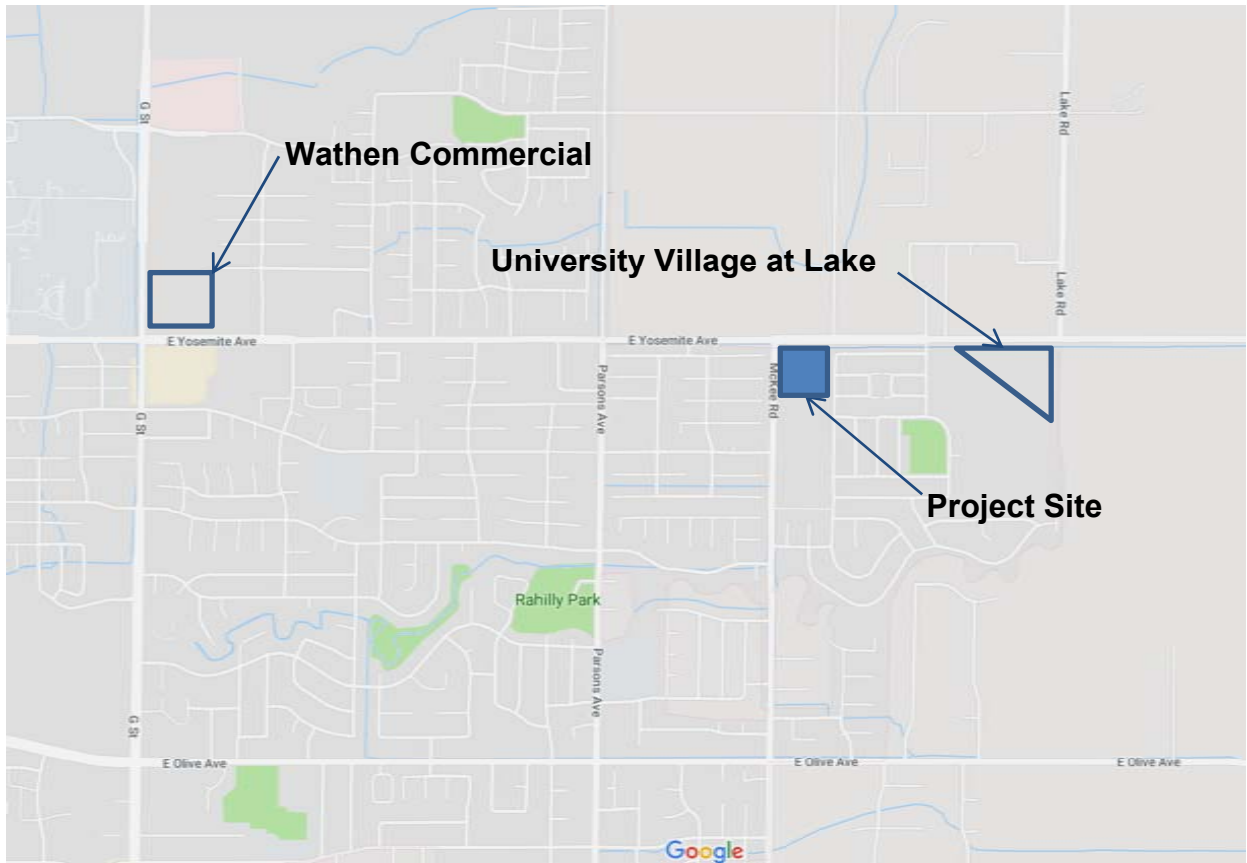 Lake Rd
G St
Wathen Commercial
University Village at Lake
Lake Rd
E Yosemite Ave
E Yosemite Ave
McKee Rd
Parsons Ave
G St
Project Site
Rahilly Park
Parsons Ave
G St
E Olive Ave
E Olive Ave
E Olive Ave
Google